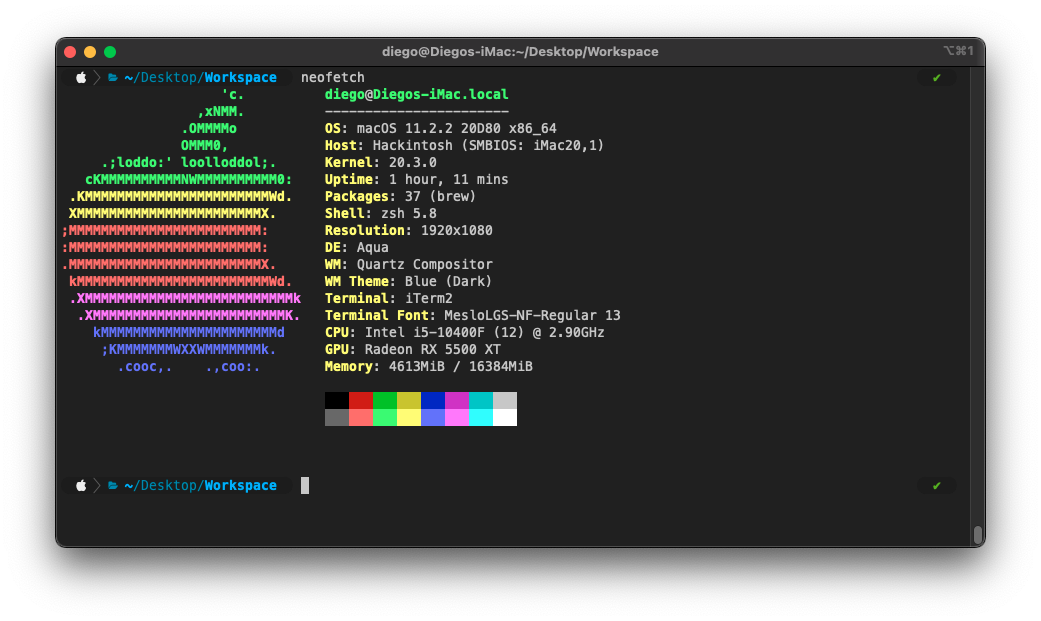 diego@Diegos-iMac:~/Desktop/Workspace ⌥⌘1
~/Desktop/Workspace neofetch ✔
'c. diego@Diegos-iMac.local
,xNMM. -----------------------
.OMMMMo OS: macOS 11.2.2 20D80 x86_64
OMMM0, Host: Hackintosh (SMBIOS: iMac20,1)
.;loddo:' loolloddol;. Kernel: 20.3.0
cKMMMMMMMMMMNWMMMMMMMMMM0: Uptime: 1 hour, 11 mins
.KMMMMMMMMMMMMMMMMMMMMMMMWd. Packages: 37 (brew)
XMMMMMMMMMMMMMMMMMMMMMMMX. Shell: zsh 5.8
;MMMMMMMMMMMMMMMMMMMMMMMM: Resolution: 1920x1080
:MMMMMMMMMMMMMMMMMMMMMMMM: DE: Aqua
.MMMMMMMMMMMMMMMMMMMMMMMMX. WM: Quartz Compositor
kMMMMMMMMMMMMMMMMMMMMMMMMWd. WM Theme: Blue (Dark)
.XMMMMMMMMMMMMMMMMMMMMMMMMMMk Terminal: iTerm2
.XMMMMMMMMMMMMMMMMMMMMMMMMK. Terminal Font: MesloLGS-NF-Regular 13
kMMMMMMMMMMMMMMMMMMMMMMd CPU: Intel i5-10400F (12) @ 2.90GHz
;KMMMMMMMWXXWMMMMMMMk. GPU: Radeon RX 5500 XT
.cooc,. .,coo:. Memory: 4613MiB / 16384MiB
~/Desktop/Workspace ✔